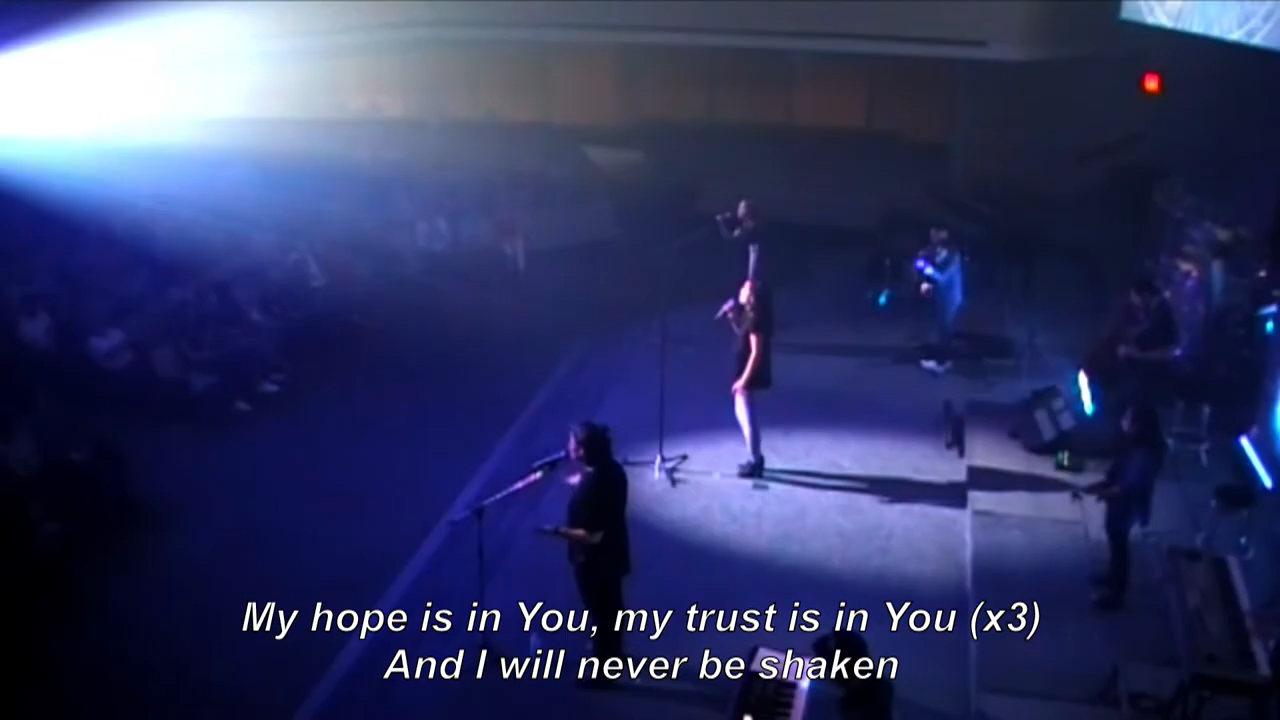 My hope is in You, my trust is in You (x3)
And I will never be shaken